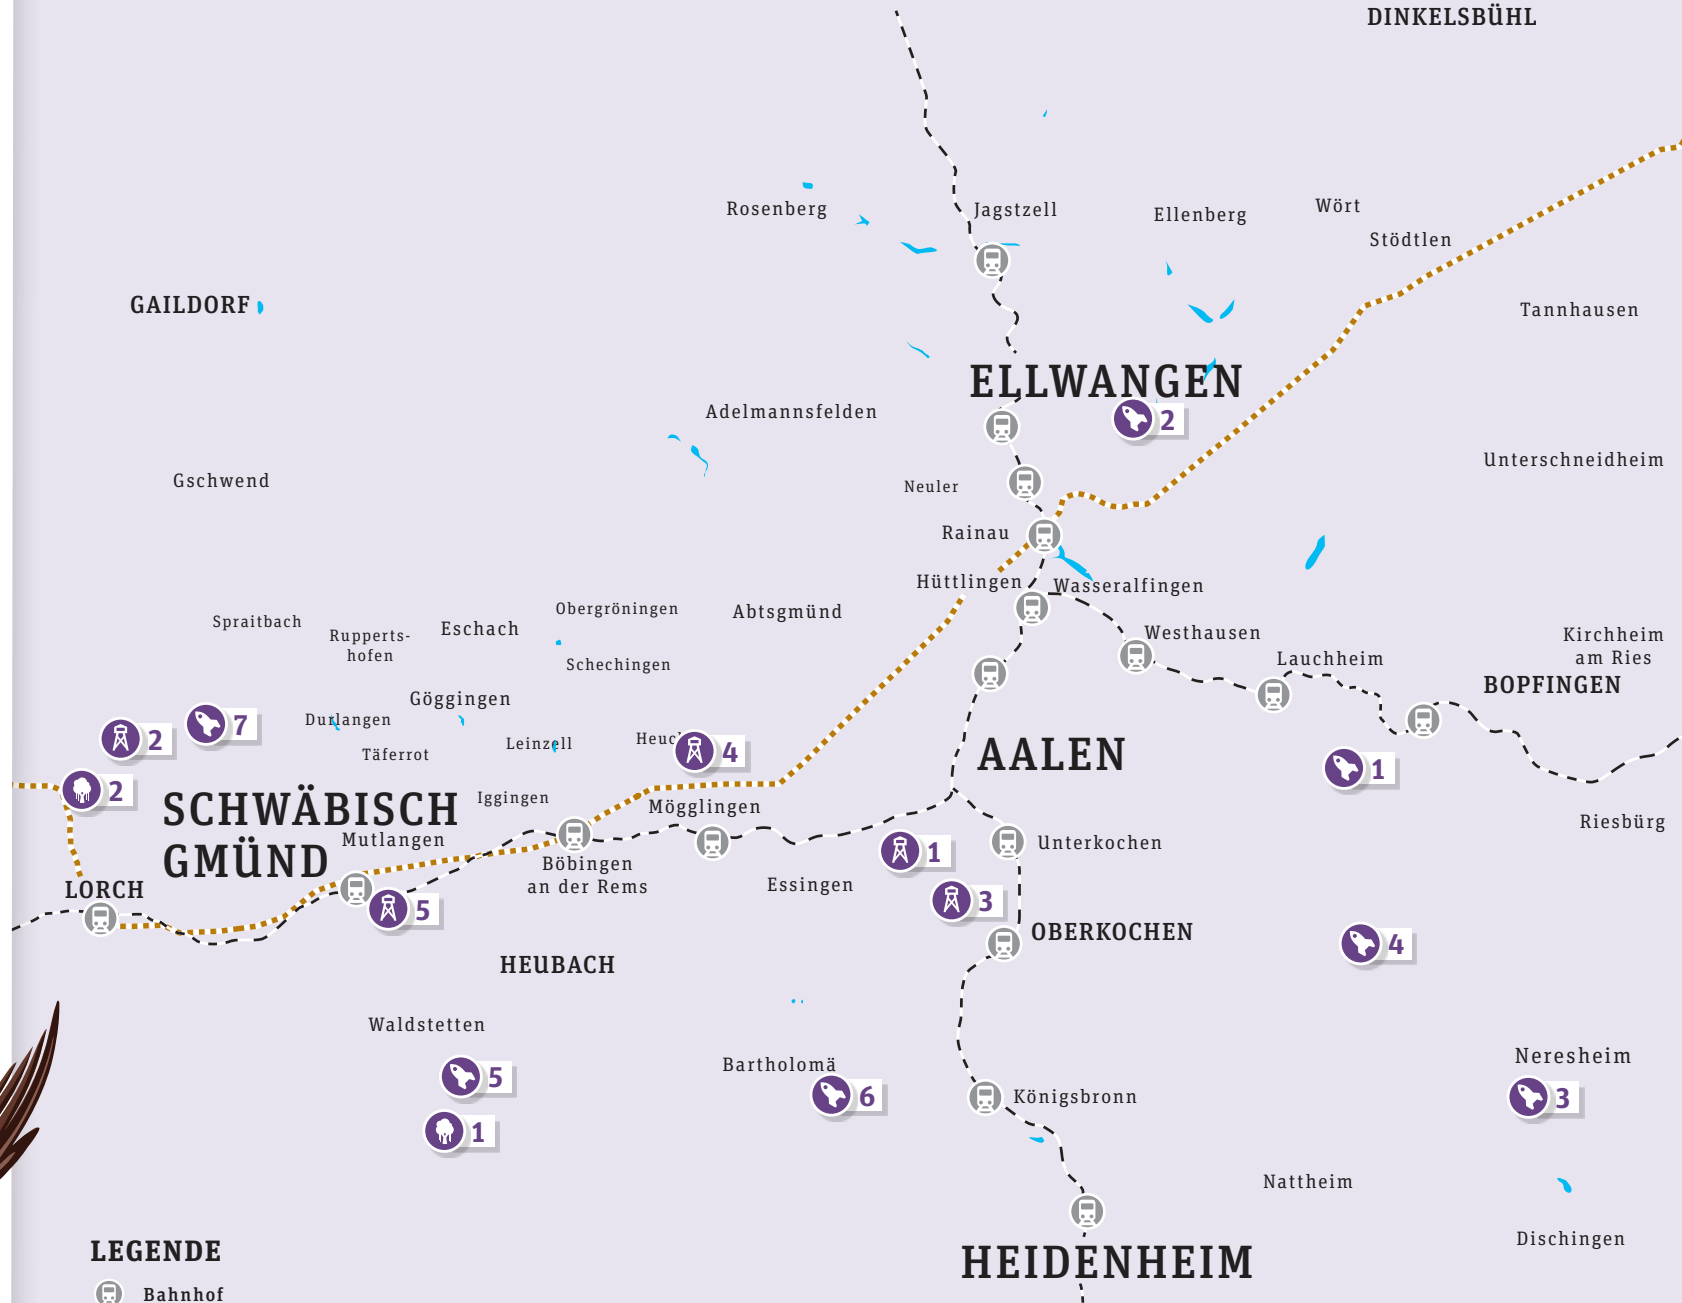 DINKELSBÜHL
Rosenberg
Jagstzell
Ellenberg
Wört
Stödtlen
GAILDORF
Tannhausen
ELLWANGEN
Adelmannsfelden
2
Unterschneidheim
Gschwend
Neuler
Rainau
Hüttlingen
Wasseralfingen
Obergröningen
Abtsgmünd
Spraitbach
Eschach
Rupperts-
hofen
Westhausen
Kirchheim
am Ries
Schechingen
Lauchheim
BOPFINGEN
Göggingen
Durlangen
7
2
Leinzell
Täferrot
4
AALEN
1
2
Iggingen
SCHWÄBISCH
GMÜND
Mögglingen
Riesbürg
Mutlangen
Unterkochen
Böbingen
an der Rems
1
LORCH
Essingen
5
3
OBERKOCHEN
4
HEUBACH
Waldstetten
Neresheim
Bartholomä
5
6
Königsbronn
3
1
Nattheim
Dischingen
LEGENDE
HEIDENHEIM
Bahnhof